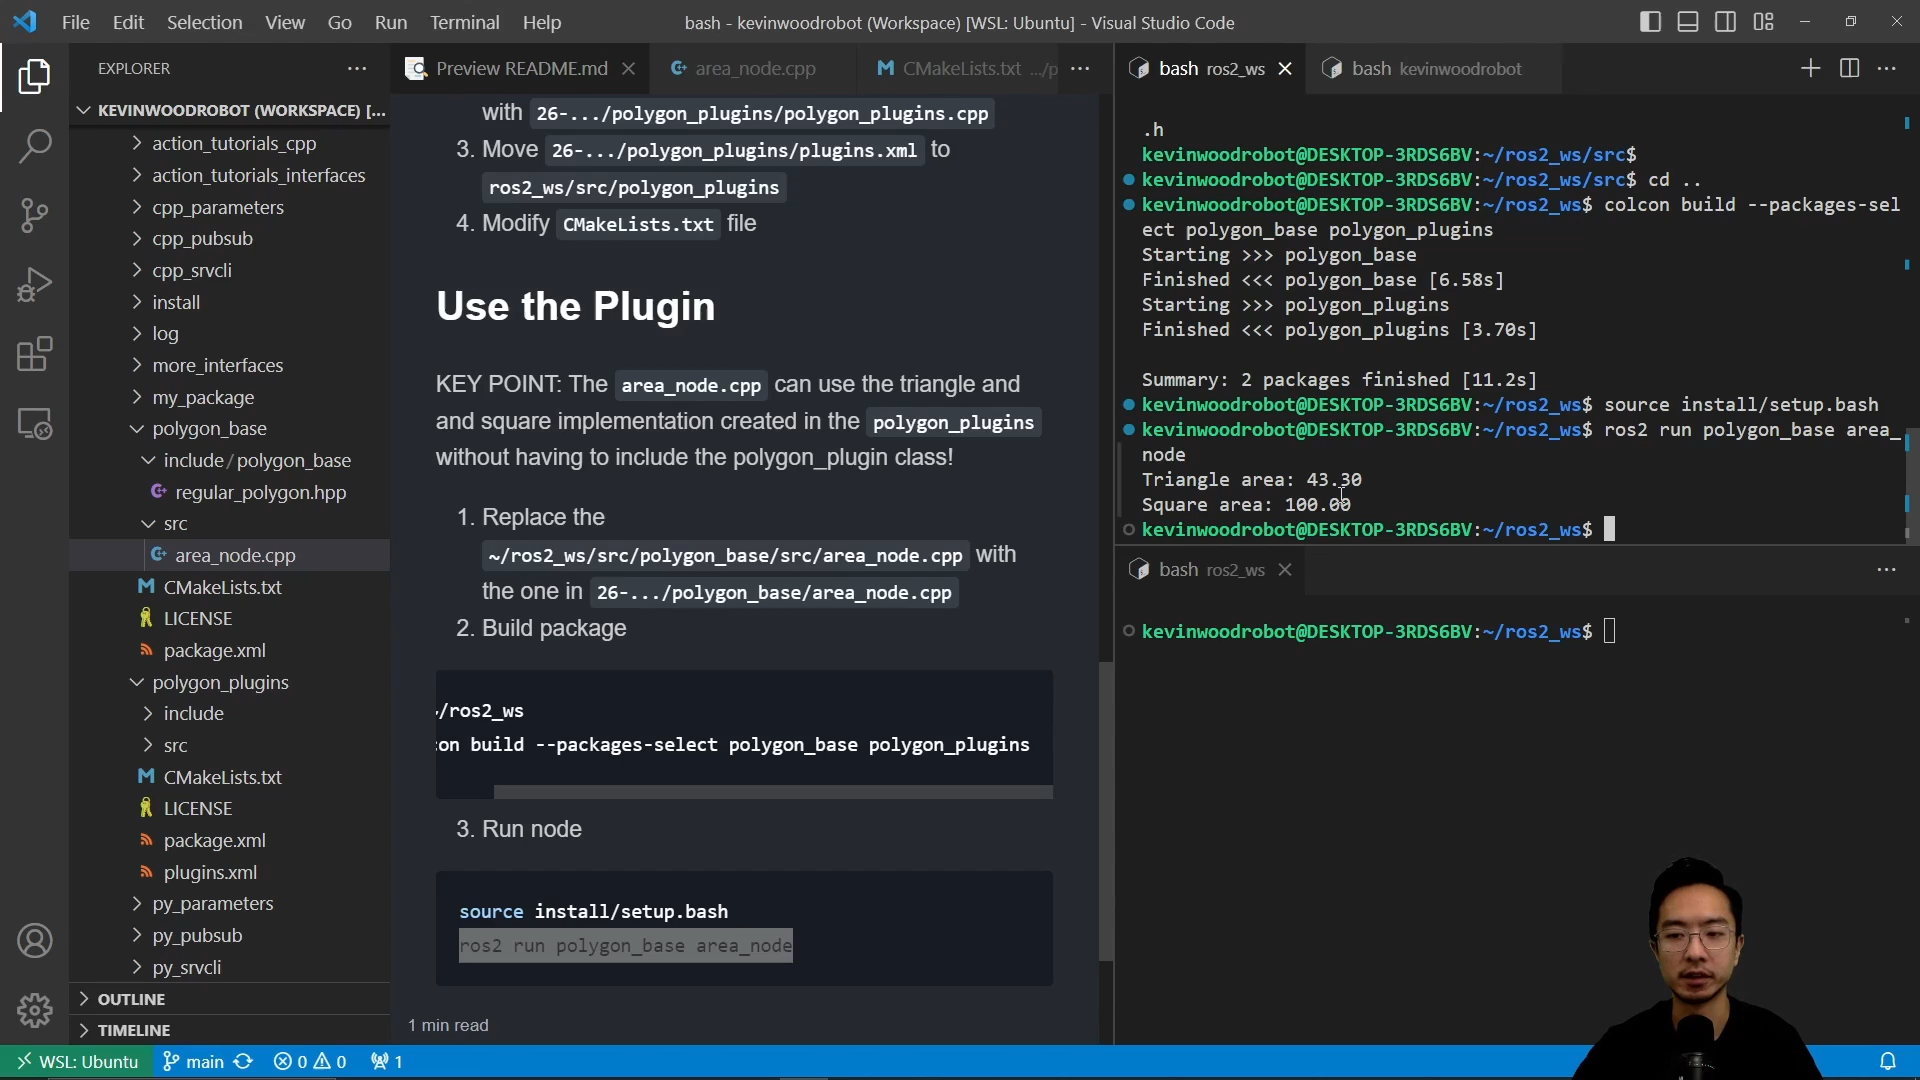 File Edit Selection View Go Run Terminal Help
bash - kevinwoodrobot (Workspace) [WSL: Ubuntu] - Visual Studio Code
EXPLORER
KEVINWOODROBOT (WORKSPACE) [...
action_tutorials_cpp
action_tutorials_interfaces
cpp_parameters
cpp_pubsub
cpp_srvcli
install
log
more_interfaces
my_package
polygon_base
include/polygon_base
regular_polygon.hpp
src
area_node.cpp
CMakeLists.txt
LICENSE
package.xml
polygon_plugins
include
src
CMakeLists.txt
LICENSE
package.xml
plugins.xml
py_parameters
py_pubsub
py_srvcli
OUTLINE
TIMELINE
Preview README.md
area_node.cpp
CMakeLists.txt .../p
with 26-.../polygon_plugins/polygon_plugins.cpp
3. Move 26-.../polygon_plugins/plugins.xml to
ros2_ws/src/polygon_plugins
4. Modify CMakeLists.txt file
Use the Plugin
KEY POINT: The area_node.cpp can use the triangle and
and square implementation created in the polygon_plugins
without having to include the polygon_plugin class!
1. Replace the
~/ros2_ws/src/polygon_base/src/area_node.cpp with
the one in 26-.../polygon_base/area_node.cpp
2. Build package
/ros2_ws
on build --packages-select polygon_base polygon_plugins
3. Run node
source install/setup.bash
ros2 run polygon_base area_node
1 min read
bash ros2_ws
bash kevinwoodrobot
.h
kevinwoodrobot@DESKTOP-3RDS6BV:~/ros2_ws/src$
kevinwoodrobot@DESKTOP-3RDS6BV:~/ros2_ws/src$ cd ..
kevinwoodrobot@DESKTOP-3RDS6BV:~/ros2_ws$ colcon build --packages-sel
ect polygon_base polygon_plugins
Starting >>> polygon_base
Finished <<< polygon_base [6.58s]
Starting >>> polygon_plugins
Finished <<< polygon_plugins [3.70s]
Summary: 2 packages finished [11.2s]
kevinwoodrobot@DESKTOP-3RDS6BV:~/ros2_ws$ source install/setup.bash
kevinwoodrobot@DESKTOP-3RDS6BV:~/ros2_ws$ ros2 run polygon_base area_
node
Triangle area: 43.30
Square area: 100.00
kevinwoodrobot@DESKTOP-3RDS6BV:~/ros2_ws$
bash ros2_ws
kevinwoodrobot@DESKTOP-3RDS6BV:~/ros2_ws$
WSL: Ubuntu main 0 0 1